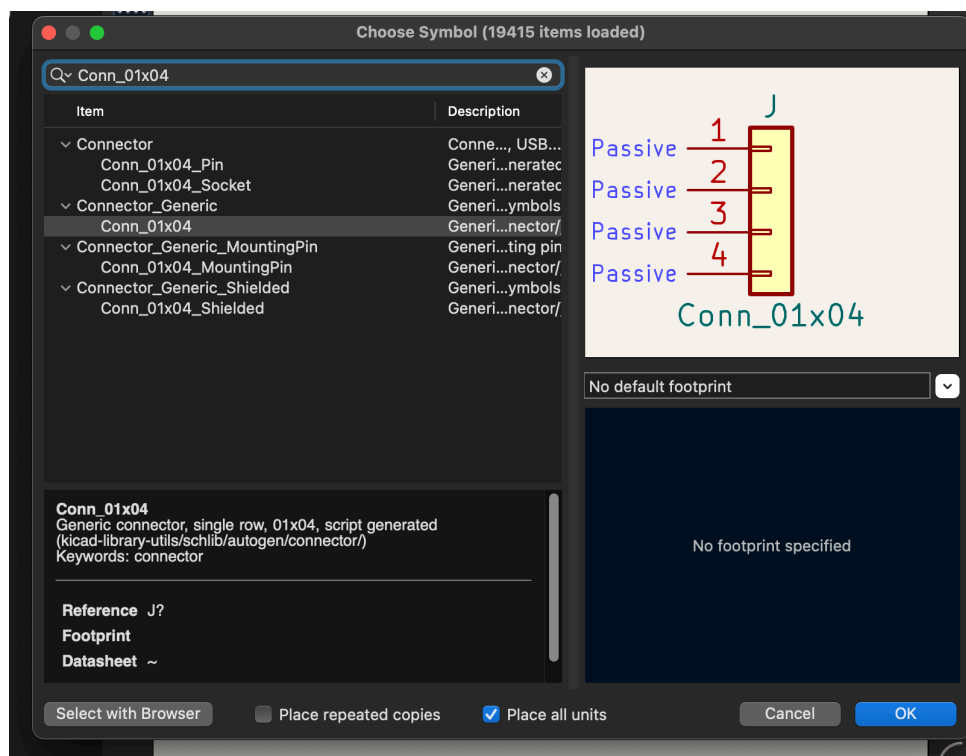 Choose Symbol (19415 items loaded)
Conn_01x04
Item Description
Connector Conne..., USB...
Conn_01x04_Pin Generi...nerated
Conn_01x04_Socket Generi...nerated
Connector_Generic Generi...ymbols
Conn_01x04 Generi...nector/
Connector_Generic_MountingPin Generi...ting pin
Conn_01x04_MountingPin Generi...nector/
Connector_Generic_Shielded Generi...ymbols
Conn_01x04_Shielded Generi...nector/
J
Passive 1
Passive 2
Passive 3
Passive 4
Conn_01x04
No default footprint
No footprint specified
Conn_01x04
Generic connector, single row, 01x04, script generated
(kicad-library-utils/schlib/autogen/connector/)
Keywords: connector
Reference J?
Footprint
Datasheet ~
Select with Browser Place repeated copies Place all units Cancel OK